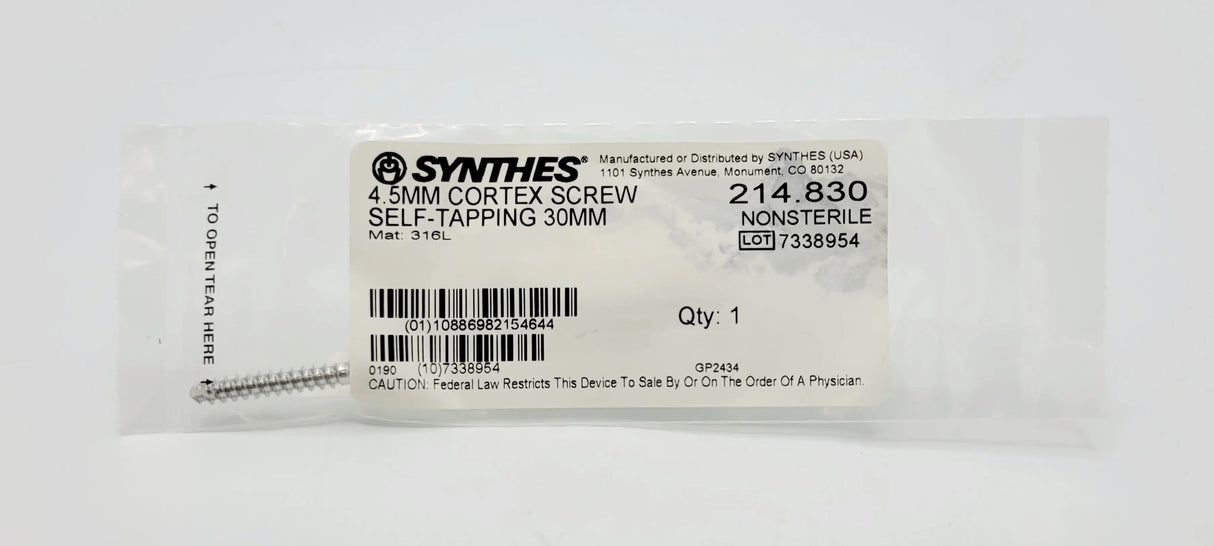 ↑ TO OPEN TEAR HERE ↓
SYNTHES®
Manufactured or Distributed by SYNTHES (USA)
1101 Synthes Avenue, Monument, CO 80132
4.5MM CORTEX SCREW
SELF-TAPPING 30MM
Mat: 316L
214.830
NONSTERILE
LOT 7338954
(01)10886982154644
Qty: 1
0190 (10)7338954
GP2434
CAUTION: Federal Law Restricts This Device To Sale By Or On The Order Of A Physician.